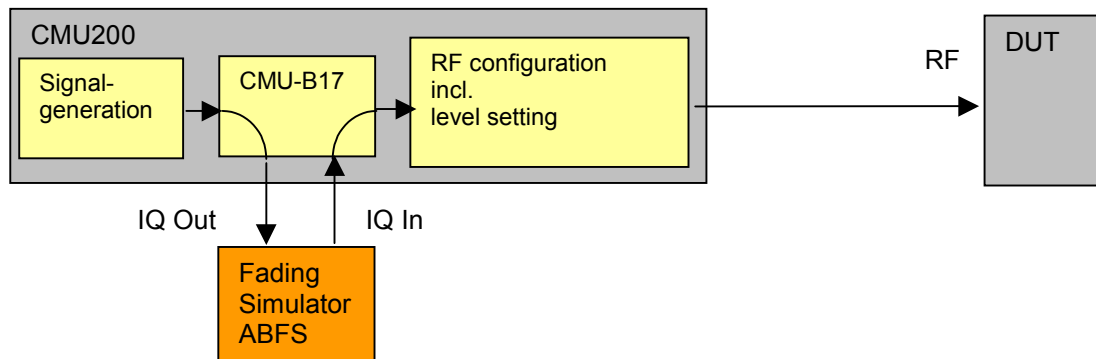 CMU200
Signal-
generation
CMU-B17
RF configuration
incl.
level setting
RF
DUT
IQ Out
IQ In
Fading
Simulator
ABFS